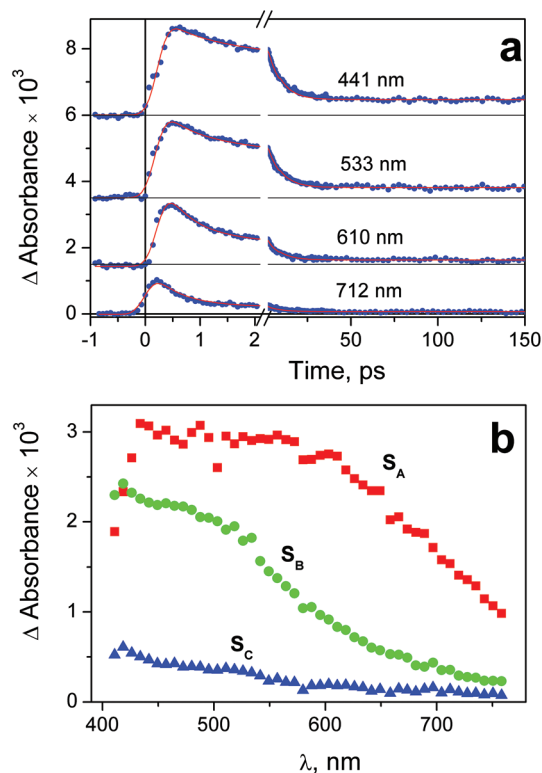 a
8
6
4
2
0
Δ Absorbance × 10³
441 nm
533 nm
610 nm
712 nm
-1 0 1 2 50 100 150
Time, ps
b
3
2
1
0
Δ Absorbance × 10³
S_A
S_B
S_C
400 500 600 700
λ, nm